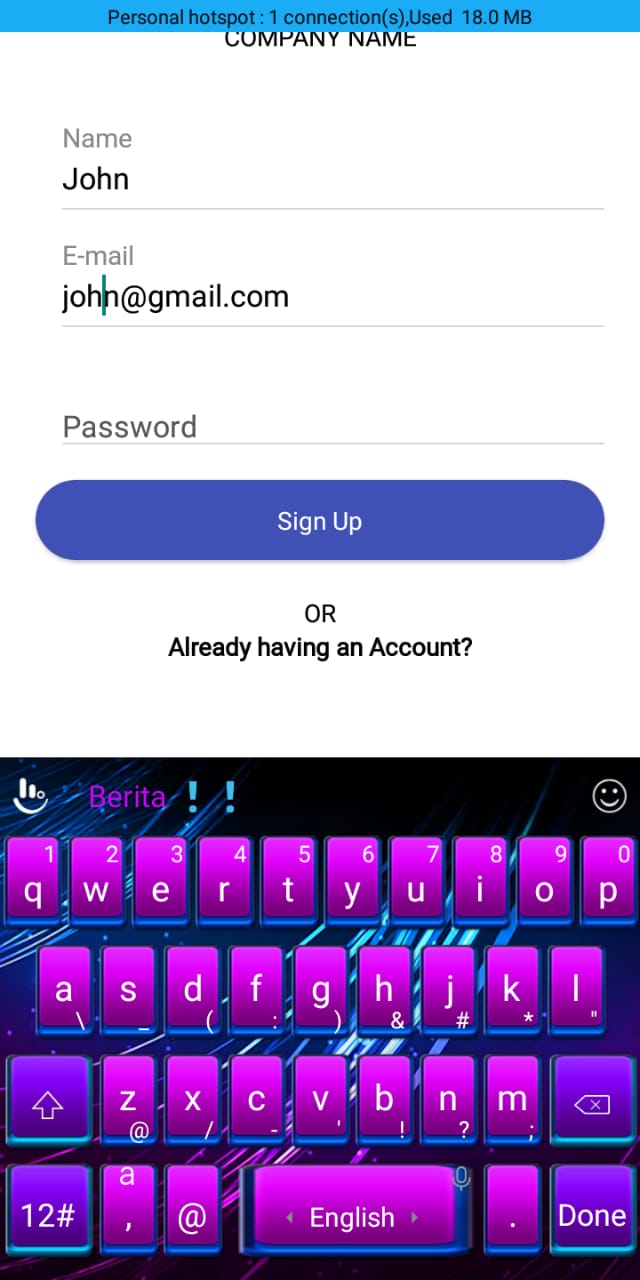 Personal hotspot : 1 connection(s),Used 18.0 MB
COMPANY NAME
Name
John
E-mail
john@gmail.com
Password
Sign Up
OR
Already having an Account?
Berita ! !
1 2 3 4 5 6 7 8 9 0
q w e r t y u i o p
a s d f g h j k l
\ _ ( : ) & # * "
z x c v b n m
@ / - ' ! ? ;
12# a , @ English . Done